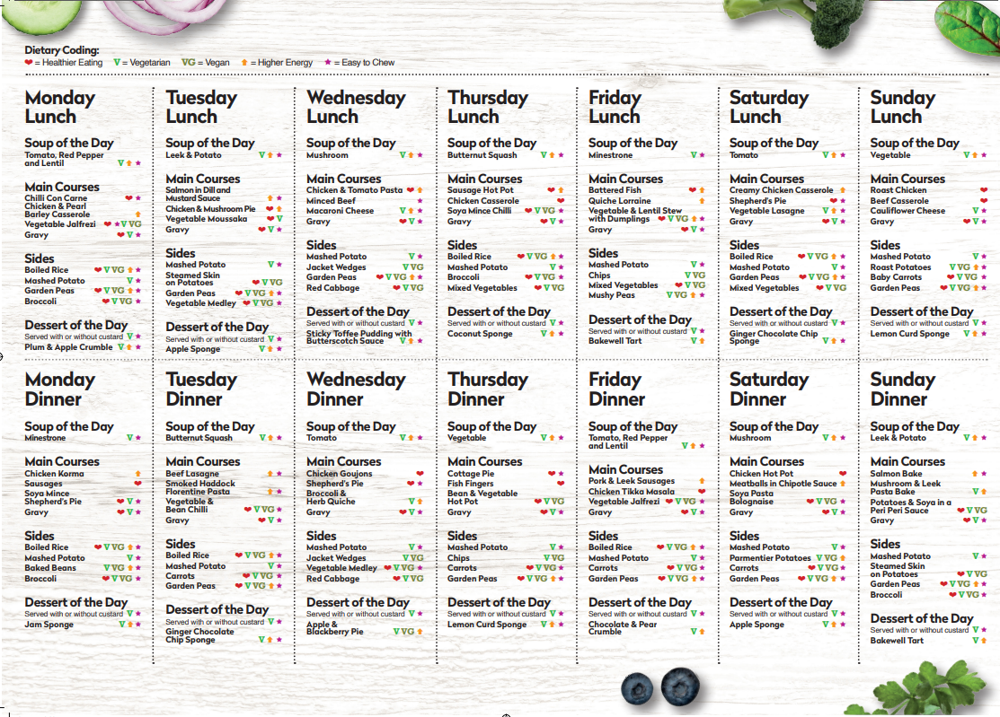 Dietary Coding:
❤ = Healthier Eating V = Vegetarian VG = Vegan ⬆ = Higher Energy ★ = Easy to Chew
Monday
Lunch
Soup of the Day
Tomato, Red Pepper
and Lentil V ⬆ ★
Main Courses
Chilli Con Carne ❤ ★
Chicken & Pearl
Barley Casserole ⬆
Vegetable Jalfrezi ❤ ★ V VG
Gravy ❤ V ★
Sides
Boiled Rice ❤ V VG ⬆ ★
Mashed Potato V ★
Garden Peas ❤ V VG ⬆ ★
Broccoli ❤ V VG ★
Dessert of the Day
Served with or without custard V ★
Plum & Apple Crumble V ⬆ ★
Tuesday
Lunch
Soup of the Day
Leek & Potato V ⬆ ★
Main Courses
Salmon in Dill and
Mustard Sauce ⬆ ★
Chicken & Mushroom Pie ❤ ⬆
Vegetable Moussaka ❤ V
Gravy ❤ V ★
Sides
Mashed Potato V ★
Steamed Skin
on Potatoes ❤ V VG
Garden Peas ❤ V VG ⬆ ★
Vegetable Medley ❤ V VG ★
Dessert of the Day
Served with or without custard V ★
Apple Sponge V ⬆ ★
Wednesday
Lunch
Soup of the Day
Mushroom V ⬆ ★
Main Courses
Chicken & Tomato Pasta ❤ ⬆
Minced Beef ★
Macaroni Cheese V ⬆ ★
Gravy ❤ V ★
Sides
Mashed Potato V ★
Jacket Wedges V VG
Garden Peas ❤ V VG ⬆ ★
Red Cabbage ❤ V VG
Dessert of the Day
Served with or without custard V ★
Sticky Toffee Pudding with
Butterscotch Sauce V ⬆ ★
Thursday
Lunch
Soup of the Day
Butternut Squash V ⬆ ★
Main Courses
Sausage Hot Pot ❤ ⬆
Chicken Casserole ❤
Soya Mince Chilli ❤ V VG ★
Gravy ❤ V ★
Sides
Boiled Rice ❤ V VG ⬆ ★
Mashed Potato V ★
Broccoli ❤ V VG ★
Mixed Vegetables ❤ V VG
Dessert of the Day
Served with or without custard V ★
Coconut Sponge V ⬆ ★
Friday
Lunch
Soup of the Day
Minestrone V ★
Main Courses
Battered Fish ❤ ⬆
Quiche Lorraine ⬆
Vegetable & Lentil Stew
with Dumplings ❤ V VG ⬆ ★
Gravy ❤ V ★
Sides
Mashed Potato V ★
Chips V VG
Mixed Vegetables ❤ V VG
Mushy Peas V VG ⬆ ★
Dessert of the Day
Served with or without custard V ★
Bakewell Tart V ⬆
Saturday
Lunch
Soup of the Day
Tomato V ⬆ ★
Main Courses
Creamy Chicken Casserole ⬆
Shepherd's Pie ❤ ★
Vegetable Lasagne V ⬆ ★
Gravy ❤ V ★
Sides
Boiled Rice ❤ V VG ⬆ ★
Mashed Potato V ★
Garden Peas ❤ V VG ⬆ ★
Mixed Vegetables ❤ V VG
Dessert of the Day
Served with or without custard V ★
Ginger Chocolate Chip
Sponge V ⬆ ★
Sunday
Lunch
Soup of the Day
Vegetable V ⬆ ★
Main Courses
Roast Chicken ❤
Beef Casserole ❤
Cauliflower Cheese V ★
Gravy ❤ V ★
Sides
Mashed Potato V ★
Roast Potatoes V VG ⬆ ★
Baby Carrots ❤ V VG ★
Garden Peas ❤ V VG ⬆ ★
Dessert of the Day
Served with or without custard V ★
Lemon Curd Sponge V ⬆ ★
Monday
Dinner
Soup of the Day
Minestrone V ★
Main Courses
Chicken Korma ⬆
Sausages ❤
Soya Mince
Shepherd's Pie ❤ V ★
Gravy ❤ V ★
Sides
Boiled Rice ❤ V VG ⬆ ★
Mashed Potato V ★
Baked Beans V VG ⬆ ★
Broccoli ❤ V VG ★
Dessert of the Day
Served with or without custard V ★
Jam Sponge V ⬆ ★
Tuesday
Dinner
Soup of the Day
Butternut Squash V ⬆ ★
Main Courses
Beef Lasagne ⬆ ★
Smoked Haddock
Florentine Pasta ⬆ ★
Vegetable &
Bean Chilli ❤ V VG ★
Gravy ❤ V ★
Sides
Boiled Rice ❤ V VG ⬆ ★
Mashed Potato V ★
Carrots ❤ V VG ★
Garden Peas ❤ V VG ⬆ ★
Dessert of the Day
Served with or without custard V ★
Ginger Chocolate
Chip Sponge V ⬆ ★
Wednesday
Dinner
Soup of the Day
Tomato V ⬆ ★
Main Courses
Chicken Goujons ❤
Shepherd's Pie ❤ ★
Broccoli &
Herb Quiche V ⬆
Gravy ❤ V ★
Sides
Mashed Potato V ★
Jacket Wedges V VG
Vegetable Medley ❤ V VG ★
Red Cabbage ❤ V VG
Dessert of the Day
Served with or without custard V ★
Apple &
Blackberry Pie V VG ⬆
Thursday
Dinner
Soup of the Day
Vegetable V ⬆ ★
Main Courses
Cottage Pie ❤ ★
Fish Fingers ❤
Bean & Vegetable
Hot Pot ❤ V VG
Gravy ❤ V ★
Sides
Mashed Potato V ★
Chips V VG
Carrots ❤ V VG ★
Garden Peas ❤ V VG ⬆ ★
Dessert of the Day
Served with or without custard V ★
Lemon Curd Sponge V ⬆ ★
Friday
Dinner
Soup of the Day
Tomato, Red Pepper
and Lentil V ⬆ ★
Main Courses
Pork & Leek Sausages ⬆
Chicken Tikka Masala ❤
Vegetable Jalfrezi ❤ V VG ★
Gravy ❤ V ★
Sides
Boiled Rice ❤ V VG ⬆ ★
Mashed Potato V ★
Carrots ❤ V VG ★
Garden Peas ❤ V VG ⬆ ★
Dessert of the Day
Served with or without custard V ★
Chocolate & Pear
Crumble V ⬆
Saturday
Dinner
Soup of the Day
Mushroom V ⬆ ★
Main Courses
Chicken Hot Pot ❤
Meatballs in Chipotle Sauce ⬆
Soya Pasta
Bolognaise ❤ V VG ★
Gravy ❤ V ★
Sides
Mashed Potato V ★
Parmentier Potatoes V VG ⬆
Carrots ❤ V VG ★
Garden Peas ❤ V VG ⬆ ★
Dessert of the Day
Served with or without custard V ★
Apple Sponge V ⬆ ★
Sunday
Dinner
Soup of the Day
Leek & Potato V ⬆ ★
Main Courses
Salmon Bake ⬆
Mushroom & Leek
Pasta Bake V ⬆
Potatoes & Soya in a
Peri Peri Sauce ❤ V VG
Gravy ❤ V ★
Sides
Mashed Potato V ★
Steamed Skin
on Potatoes ❤ V VG
Garden Peas ❤ V VG ⬆ ★
Broccoli ❤ V VG ★
Dessert of the Day
Served with or without custard V ★
Bakewell Tart V ⬆